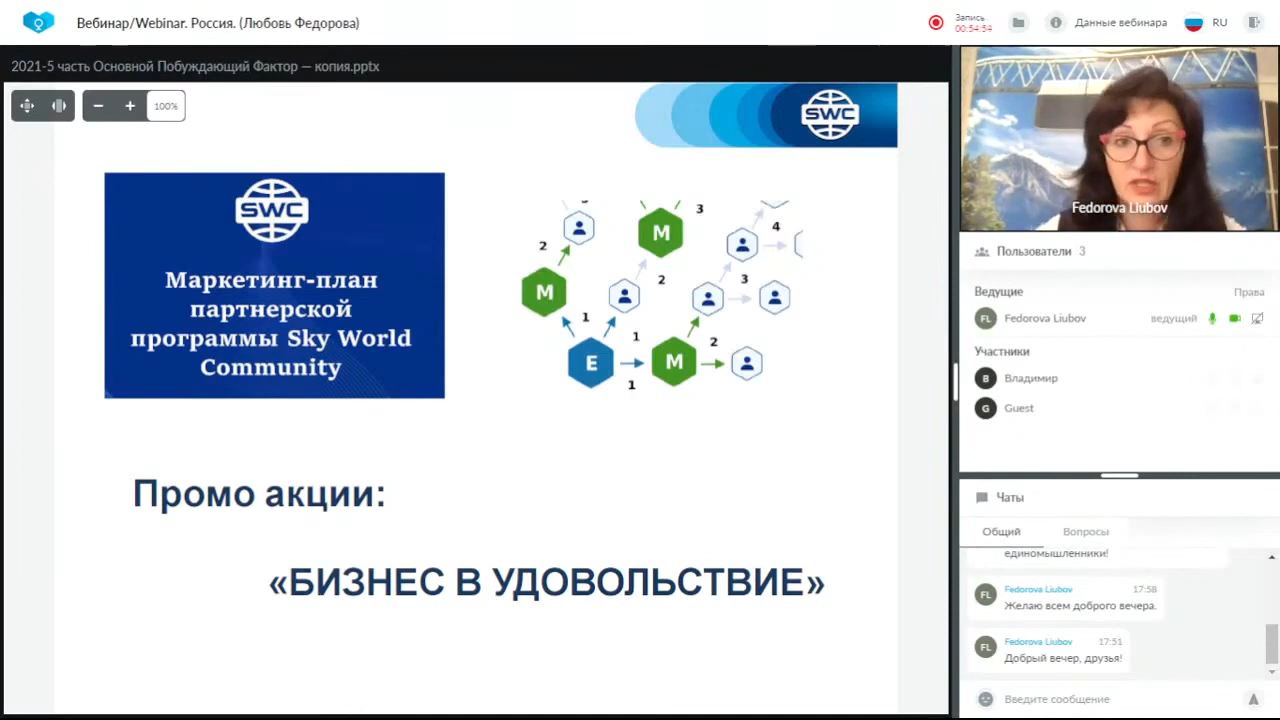 Вебинар/Webinar. Россия. (Любовь Федорова)
Запись
00:54:54
Данные вебинара
RU
2021-5 часть Основной Побуждающий Фактор — копия.pptx
100%
SWC
SWC
Маркетинг-план
партнерской
программы Sky World
Community
3
2
M
M
3
4
2
3
1
1
E
M
2
1
Промо акции:
«БИЗНЕС В УДОВОЛЬСТВИЕ»
Fedorova Liubov
Пользователи 3
Ведущие
Права
FL
Fedorova Liubov
ведущий
Участники
В
Владимир
G
Guest
Чаты
Общий
Вопросы
единомышленники!
FL
Fedorova Liubov
17:58
Желаю всем доброго вечера.
FL
Fedorova Liubov
17:51
Добрый вечер, друзья!
Введите сообщение